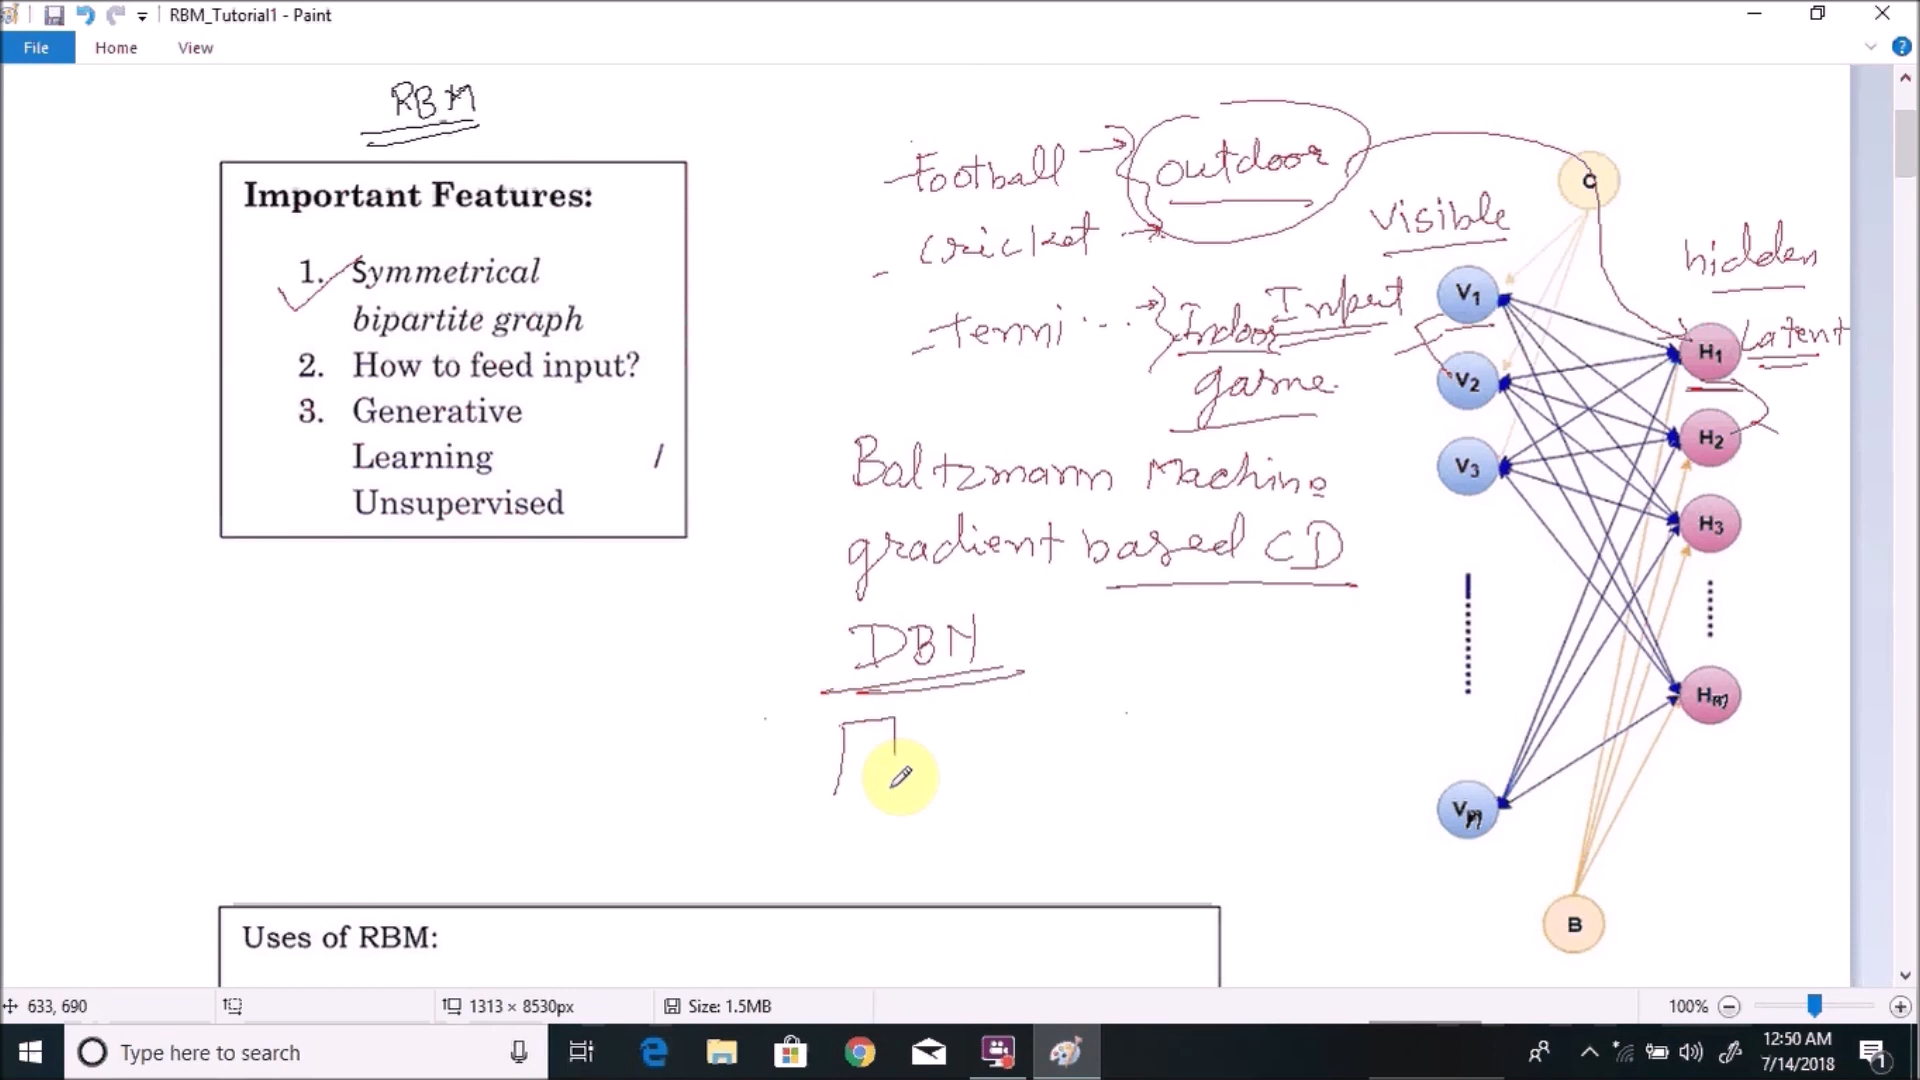 RBM_Tutorial1 - Paint
File Home View
RBM
Important Features:
1. Symmetrical
bipartite graph
2. How to feed input?
3. Generative
Learning /
Unsupervised
Football outdoor
cricket
tenni ... Indoor
game
Visible
Input
hidden
Latent
Boltzmann Machine
gradient based CD
DBN
C
V1
V2
V3
H1
H2
H3
B
Uses of RBM:
633, 690
1313 × 8530px
Size: 1.5MB
100%
Type here to search
12:50 AM
7/14/2018
1